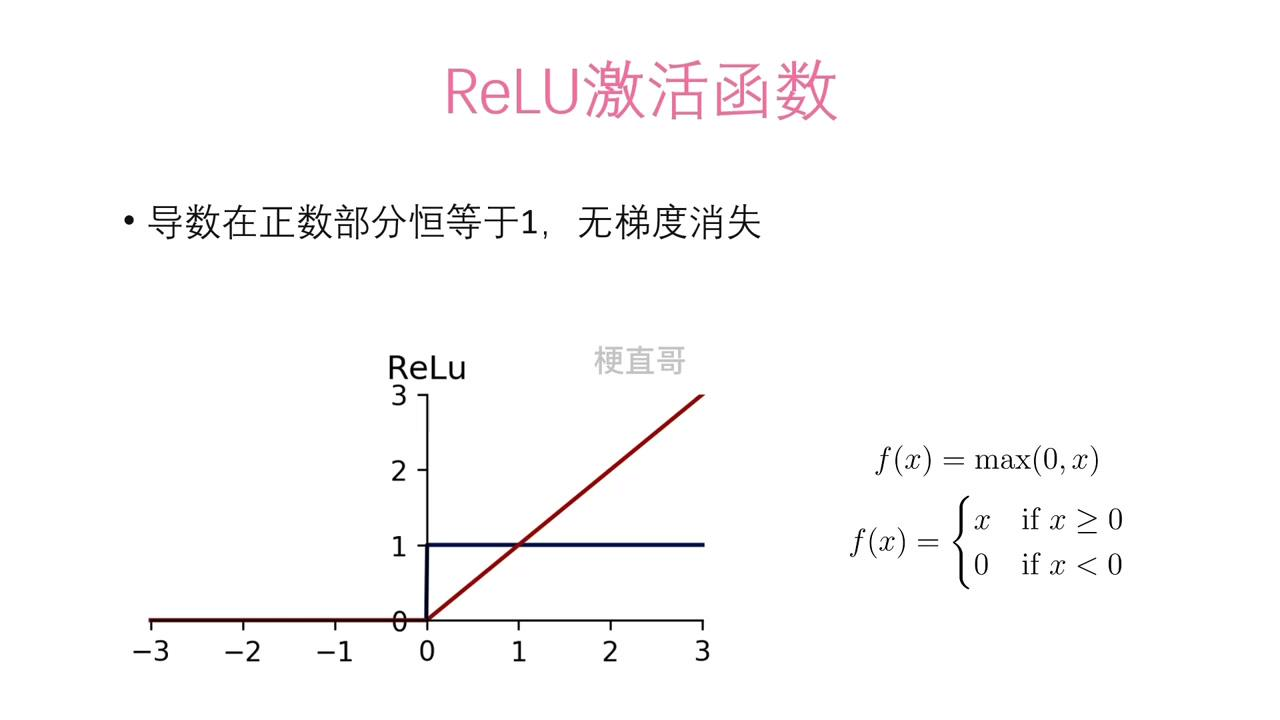 ReLU激活函数
• 导数在正数部分恒等于1，无梯度消失
梗直哥
ReLu
3
2
1
0
−3 −2 −1 0 1 2 3
f(x) = max(0, x)
f(x) = { x if x ≥ 0
0 if x < 0